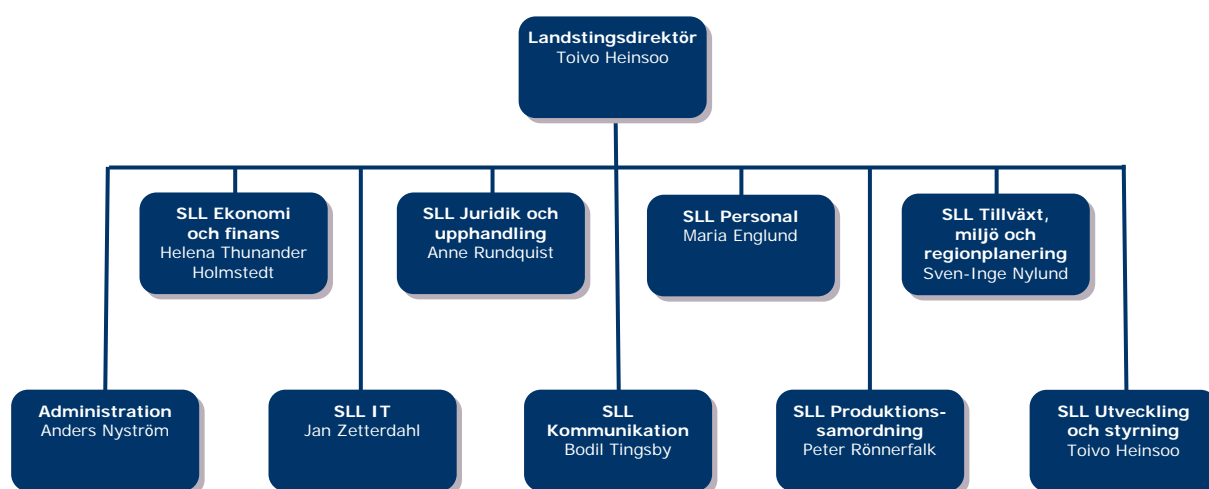 Landstingsdirektör
Toivo Heinsoo
SLL Ekonomi
och finans
Helena Thunander
Holmstedt
SLL Juridik och
upphandling
Anne Rundquist
SLL Personal
Maria Englund
SLL Tillväxt,
miljö och
regionplanering
Sven-Inge Nylund
Administration
Anders Nyström
SLL IT
Jan Zetterdahl
SLL
Kommunikation
Bodil Tingsby
SLL Produktions-
samordning
Peter Rönnerfalk
SLL Utveckling
och styrning
Toivo Heinsoo